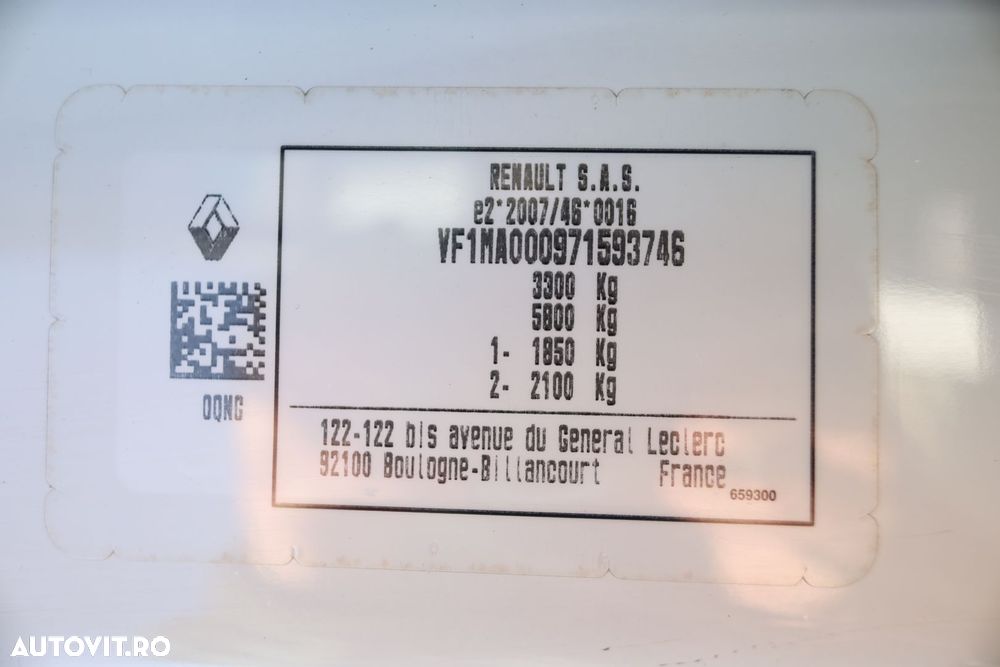 RENAULT S.A.S.
e2*2007/46*0016
VF1MA000971593746
3300 Kg
5800 Kg
1- 1850 Kg
2- 2100 Kg
OQNG
122-122 bis avenue du General Leclerc
92100 Boulogne-Billancourt France
659300
AUTOVIT.RO